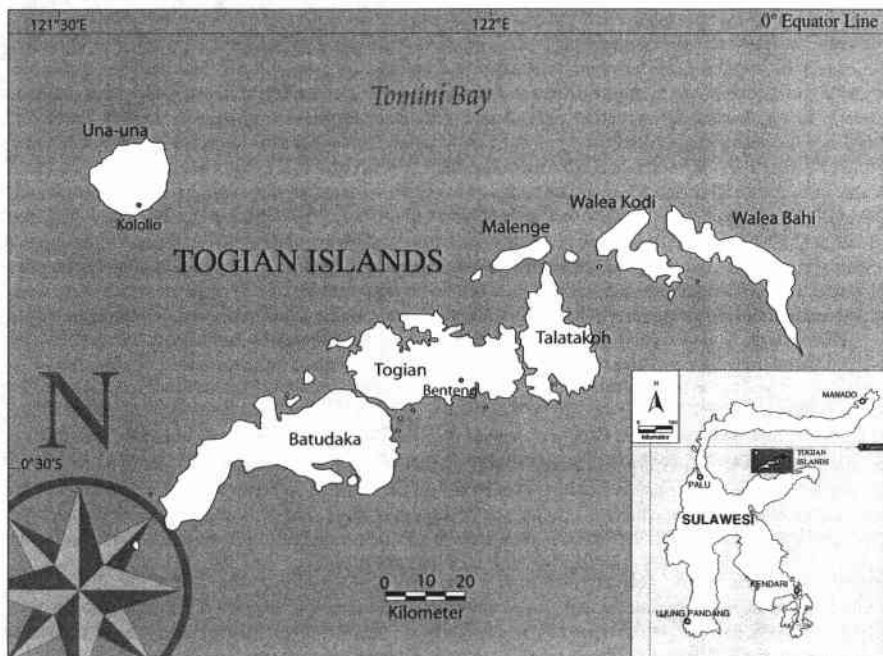 121°30'E
122°E
0° Equator Line
Tomini Bay
Una-una
Kololio
Malenge
Walea Kodi
Walea Bahi
TOGIAN ISLANDS
Togian
Benteng
Talatakoh
Batudaka
N
0°30'S
0 10 20
Kilometer
N
Kilometer
MANADO
TOGIAN
ISLANDS
PALU
SULAWESI
KENDARI
UJUNG PANDANG